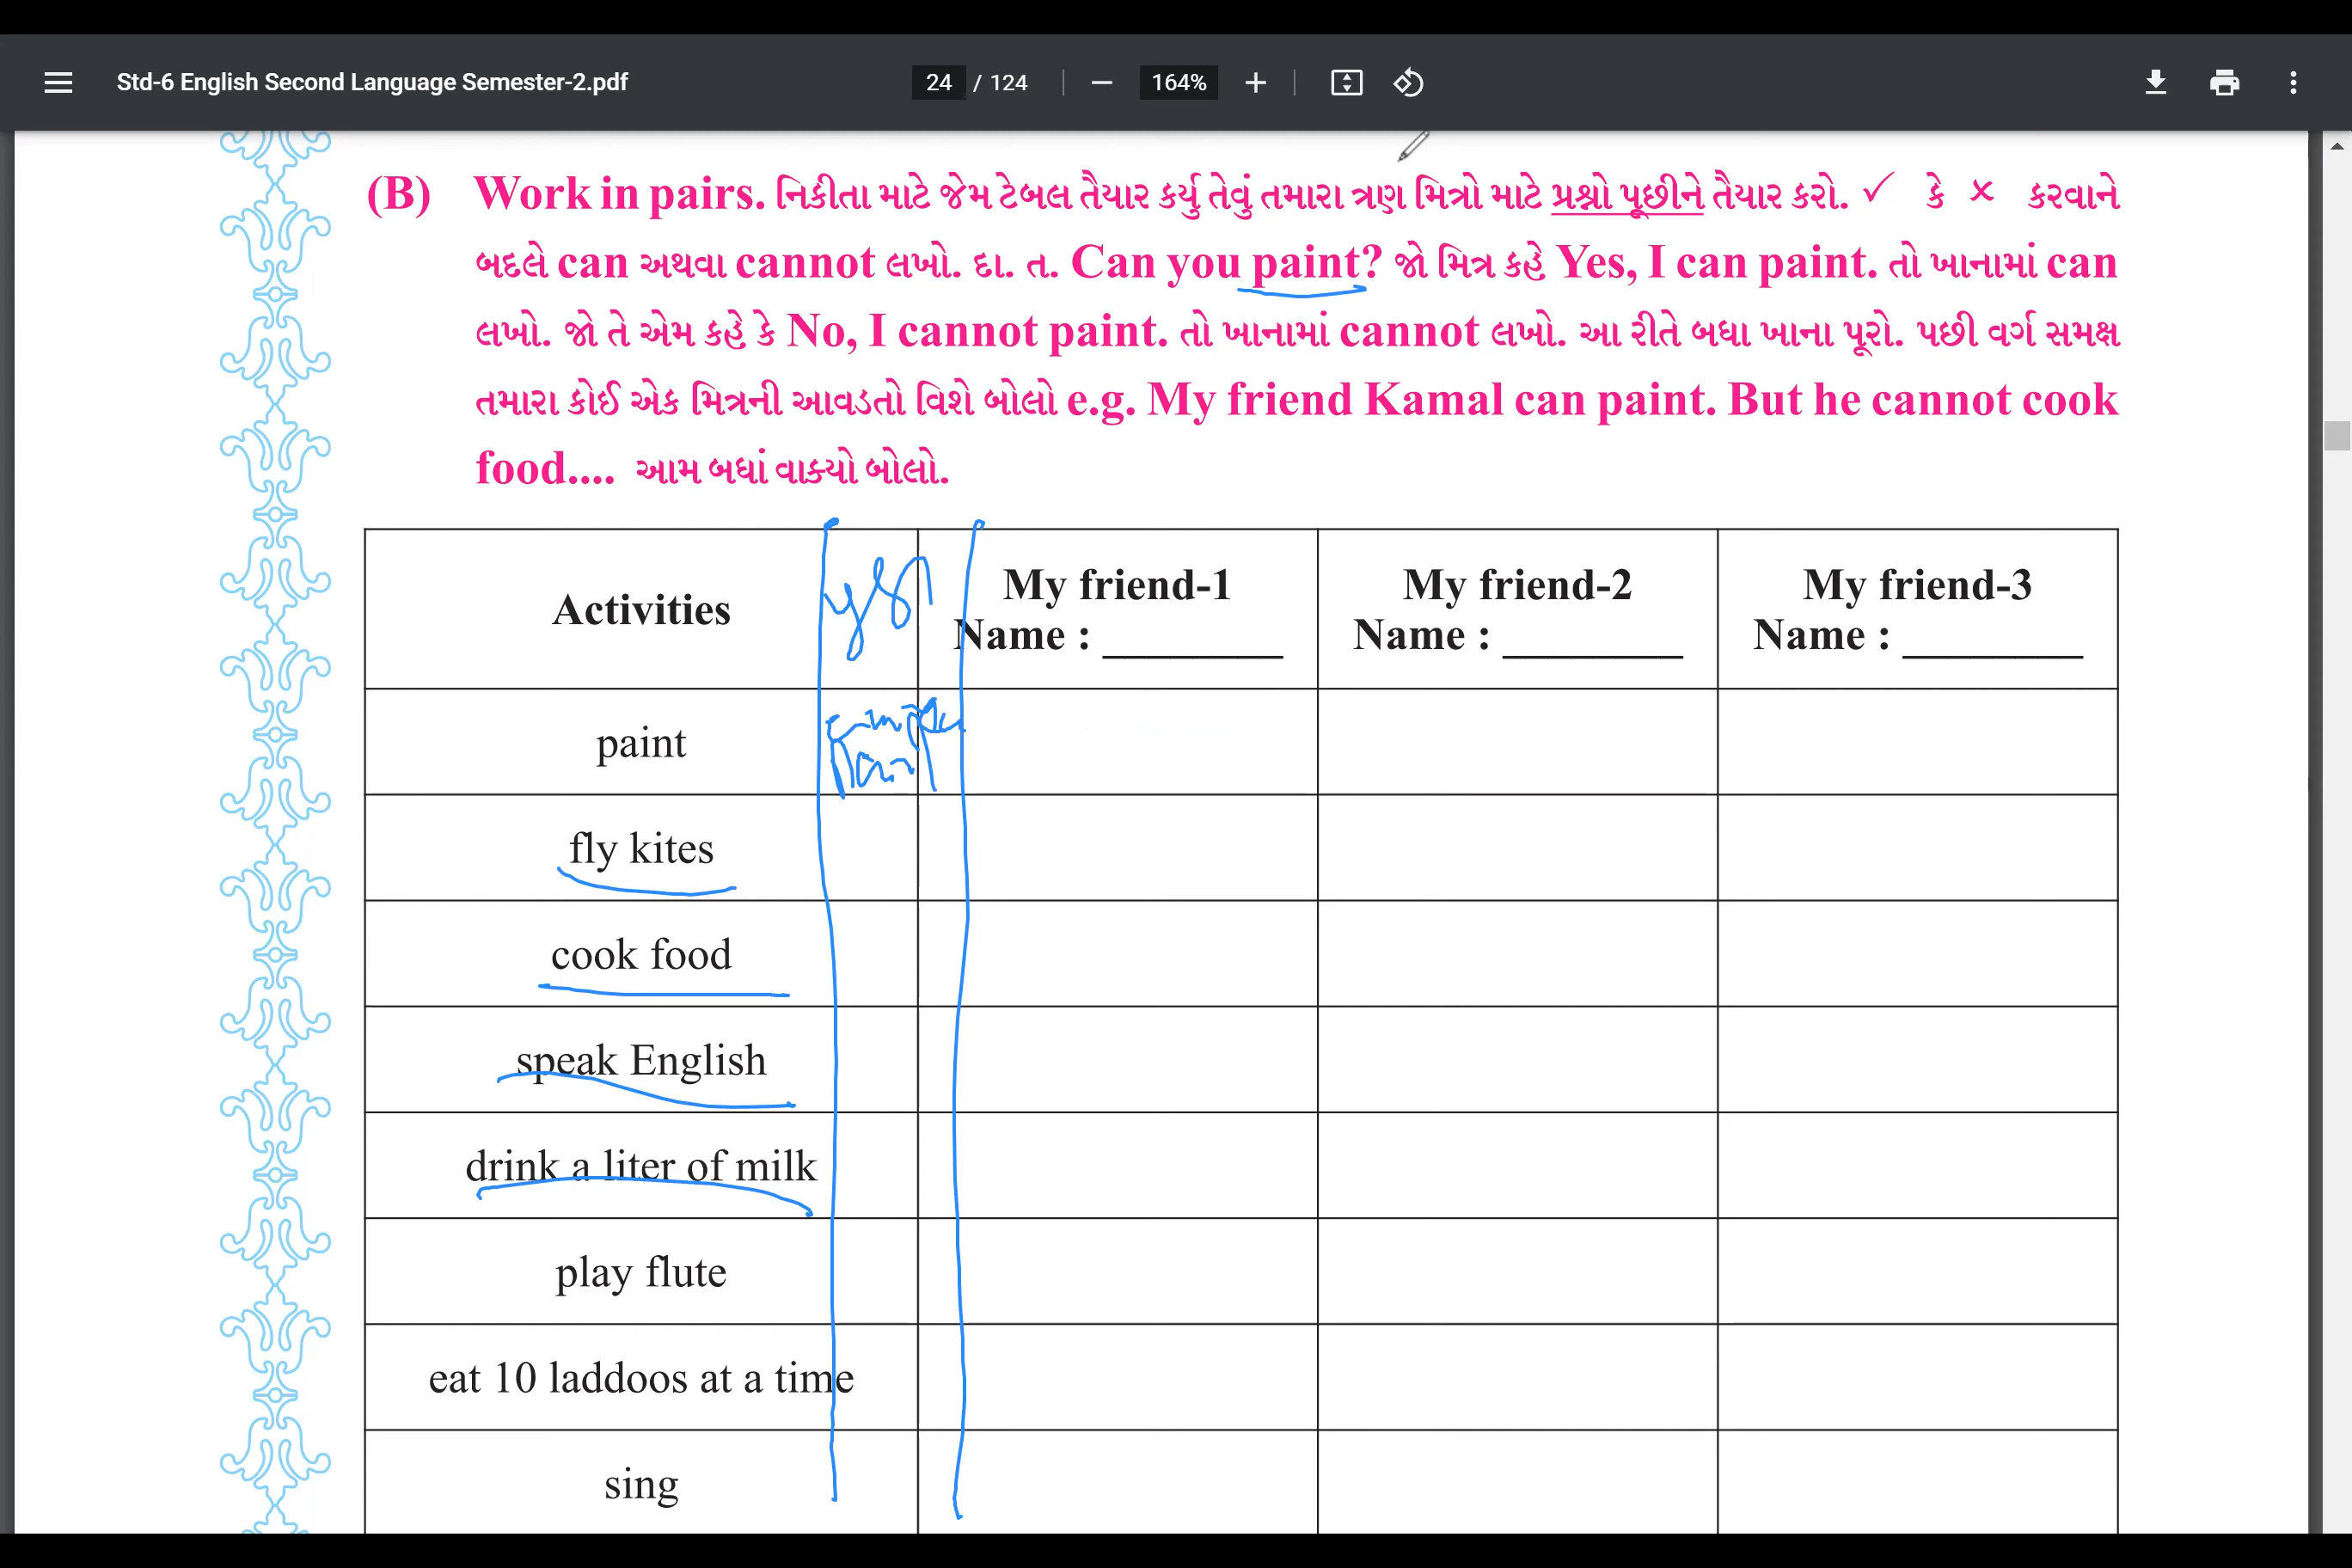 Std-6 English Second Language Semester-2.pdf
24 / 124
164%
(B) Work in pairs. નિકીતા માટે જેમ ટેબલ તૈયાર કર્યુ તેવું તમારા ત્રણ મિત્રો માટે પ્રશ્નો પૂછીને તૈયાર કરો. ✓ કે × કરવાને
બદલે can અથવા cannot લખો. દા. ત. Can you paint? જો મિત્ર કહે Yes, I can paint. તો ખાનામાં can
લખો. જો તે એમ કહે કે No, I cannot paint. તો ખાનામાં cannot લખો. આ રીતે બધા ખાના પૂરો. પછી વર્ગ સમક્ષ
તમારા કોઈ એક મિત્રની આવડતો વિશે બોલો e.g. My friend Kamal can paint. But he cannot cook
food.... આમ બધાં વાક્યો બોલો.
Activities
My friend-1
Name : ________
My friend-2
Name : ________
My friend-3
Name : ________
paint
fly kites
cook food
speak English
drink a liter of milk
play flute
eat 10 laddoos at a time
sing